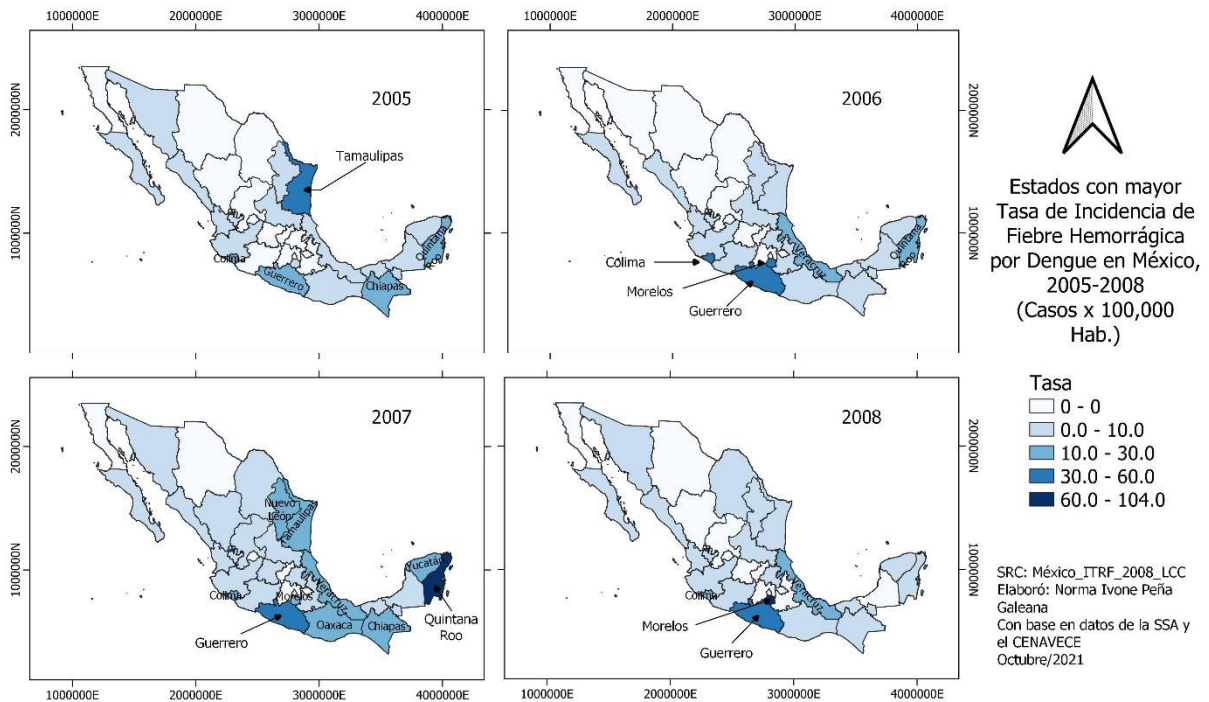 1000000E 2000000E 3000000E 4000000E
1000000E 2000000E 3000000E 4000000E
2000000N
1000000N
2005
Tamaulipas
Colima
Guerrero
Chiapas
Quintana
Roo
2006
Colima
Morelos
Guerrero
Veracruz
Quintana
Roo
2000000N
1000000N
2000000N
1000000N
2007
Nuevo
León
Tamaulipas
Colima
Morelos
Veracruz
Guerrero
Oaxaca
Chiapas
Yucatán
Quintana
Roo
2008
Colima
Morelos
Guerrero
Veracruz
2000000N
1000000N
1000000E 2000000E 3000000E 4000000E
1000000E 2000000E 3000000E 4000000E
Estados con mayor
Tasa de Incidencia de
Fiebre Hemorrágica
por Dengue en México,
2005-2008
(Casos x 100,000
Hab.)
Tasa
0 - 0
0.0 - 10.0
10.0 - 30.0
30.0 - 60.0
60.0 - 104.0
SRC: México_ITRF_2008_LCC
Elaboró: Norma Ivone Peña
Galeana
Con base en datos de la SSA y
el CENAVECE
Octubre/2021